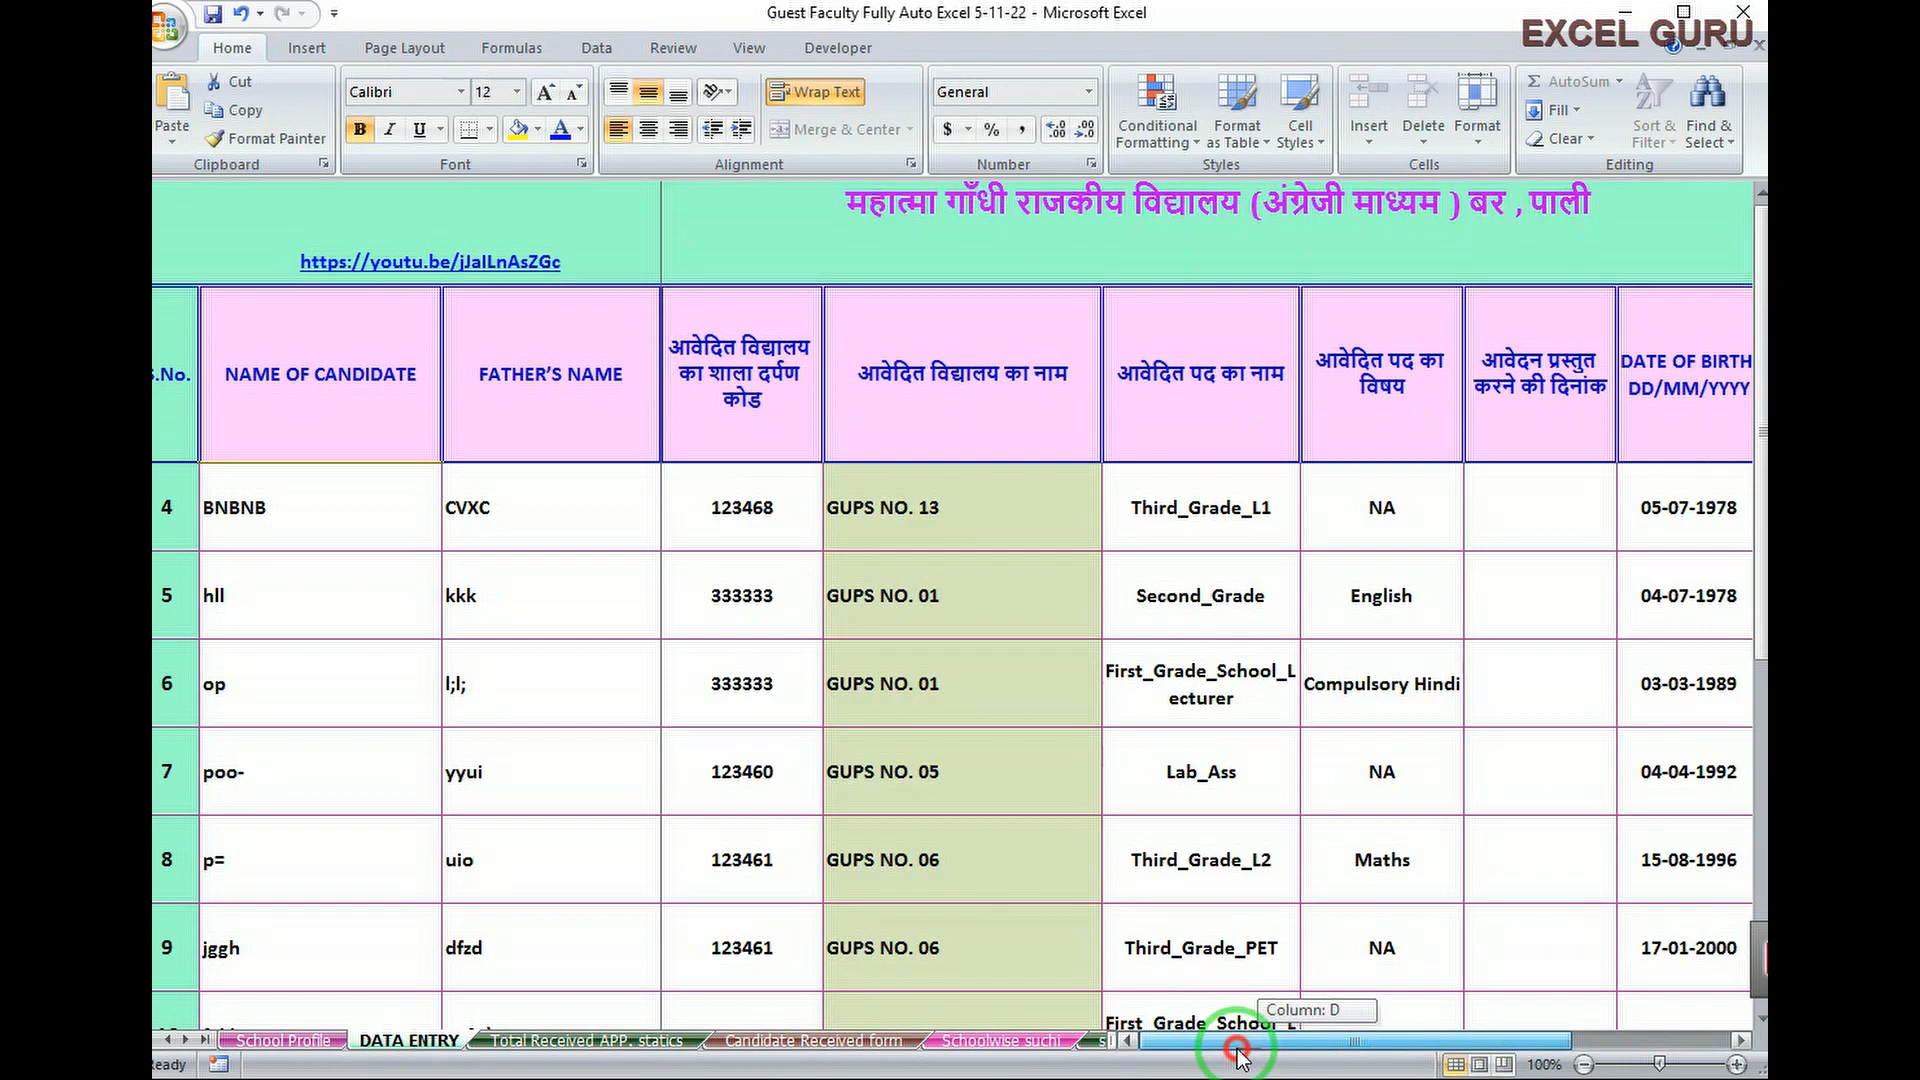 Guest Faculty Fully Auto Excel 5-11-22 - Microsoft Excel
EXCEL GURU
Home Insert Page Layout Formulas Data Review View Developer
Paste
Cut
Copy
Format Painter
Clipboard
Calibri 12
B I U
Font
Wrap Text
Merge & Center
Alignment
General
$ % ,
Number
Conditional Formatting
Format as Table
Cell Styles
Styles
Insert Delete Format
Cells
Σ AutoSum
Fill
Clear
Sort & Filter
Find & Select
Editing
महात्मा गाँधी राजकीय विद्यालय (अंग्रेजी माध्यम ) बर , पाली
https://youtu.be/jJaILnAsZGc
S.No.
NAME OF CANDIDATE
FATHER'S NAME
आवेदित विद्यालय
का शाला दर्पण
कोड
आवेदित विद्यालय का नाम
आवेदित पद का नाम
आवेदित पद का
विषय
आवेदन प्रस्तुत
करने की दिनांक
DATE OF BIRTH
DD/MM/YYYY
4 BNBNB CVXC 123468 GUPS NO. 13 Third_Grade_L1 NA 05-07-1978
5 hll kkk 333333 GUPS NO. 01 Second_Grade English 04-07-1978
6 op l;l; 333333 GUPS NO. 01 First_Grade_School_L
ecturer Compulsory Hindi 03-03-1989
7 poo- yyui 123460 GUPS NO. 05 Lab_Ass NA 04-04-1992
8 p= uio 123461 GUPS NO. 06 Third_Grade_L2 Maths 15-08-1996
9 jggh dfzd 123461 GUPS NO. 06 Third_Grade_PET NA 17-01-2000
First_Grade_School_L
Column: D
School Profile DATA ENTRY Total Received APP. statics Candidate Received form Schoolwise suchi s
Ready
100%